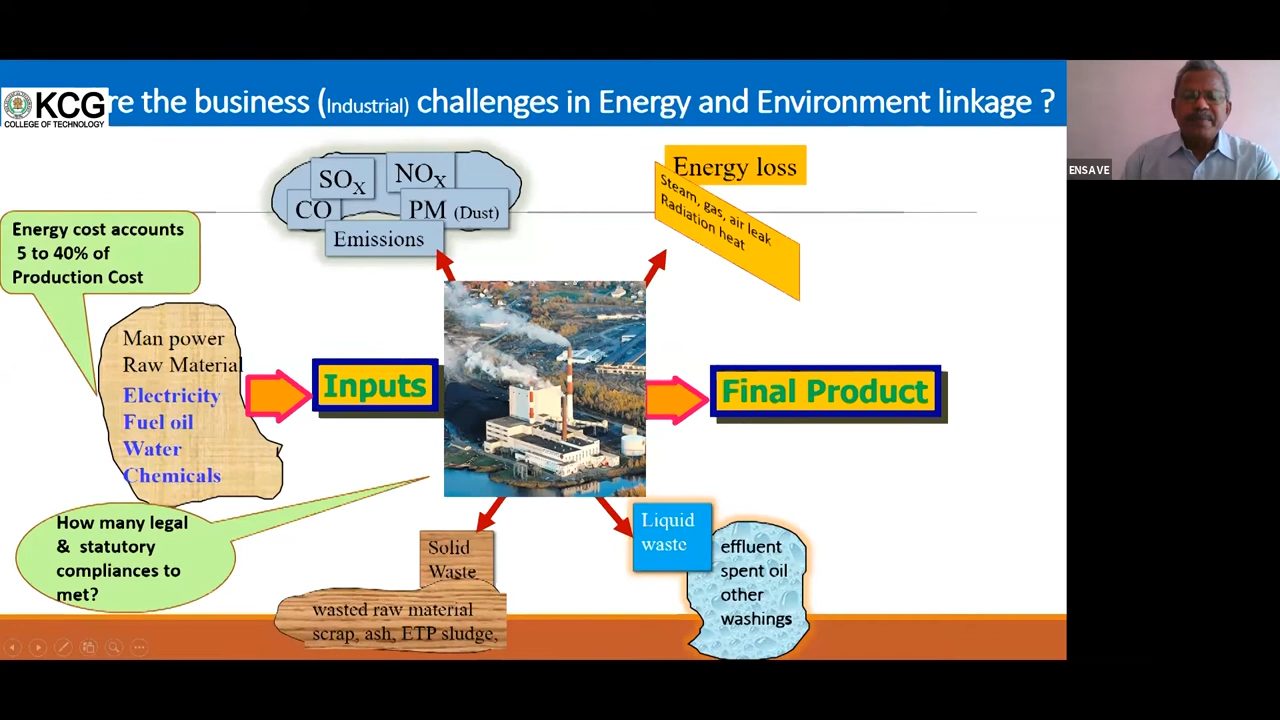 KCG
COLLEGE OF TECHNOLOGY
re the business (Industrial) challenges in Energy and Environment linkage ?
ENSAVE
SOX
NOX
CO
PM (Dust)
Emissions
Energy loss
Steam, gas, air leak
Radiation heat
Energy cost accounts
5 to 40% of
Production Cost
Man power
Raw Material
Electricity
Fuel oil
Water
Chemicals
Inputs
Final Product
How many legal
& statutory
compliances to
met?
Solid
Waste
wasted raw material
scrap, ash, ETP sludge,
Liquid
waste
effluent
spent oil
other
washings